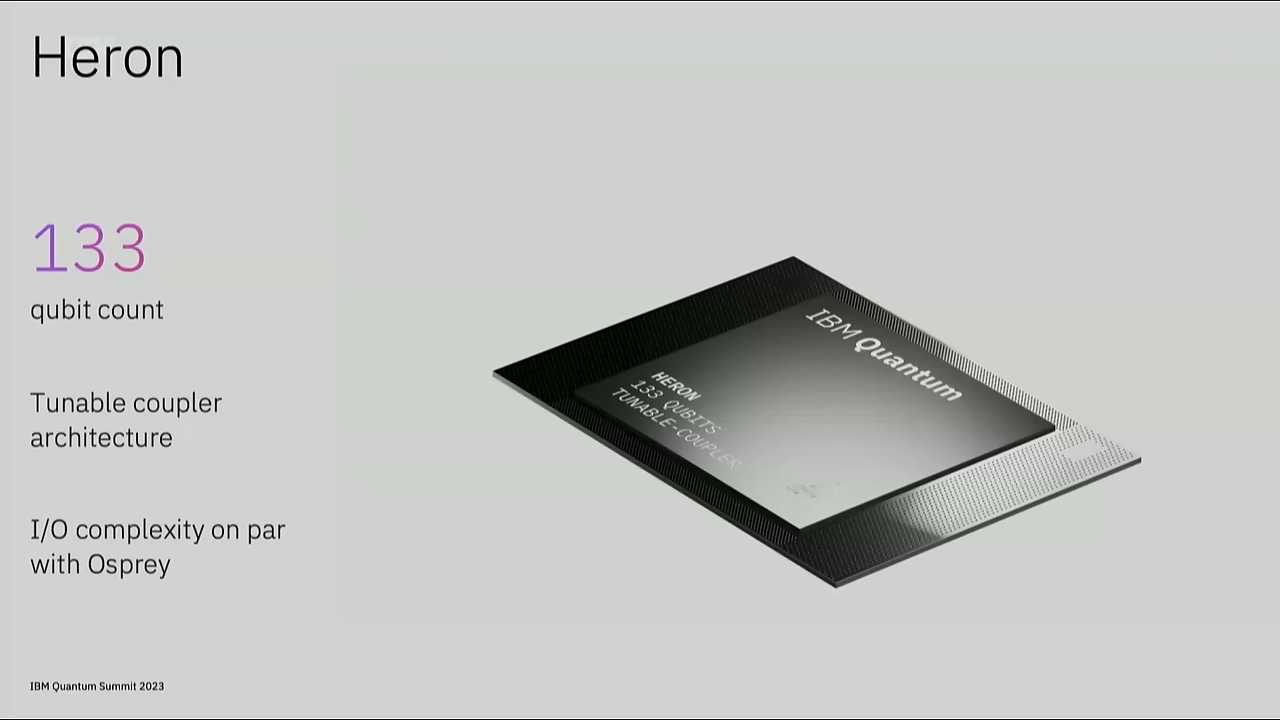 Heron
133
qubit count
Tunable coupler
architecture
I/O complexity on par
with Osprey
IBM Quantum
HERON
133 QUBITS
TUNABLE-COUPLER
IBM Quantum Summit 2023